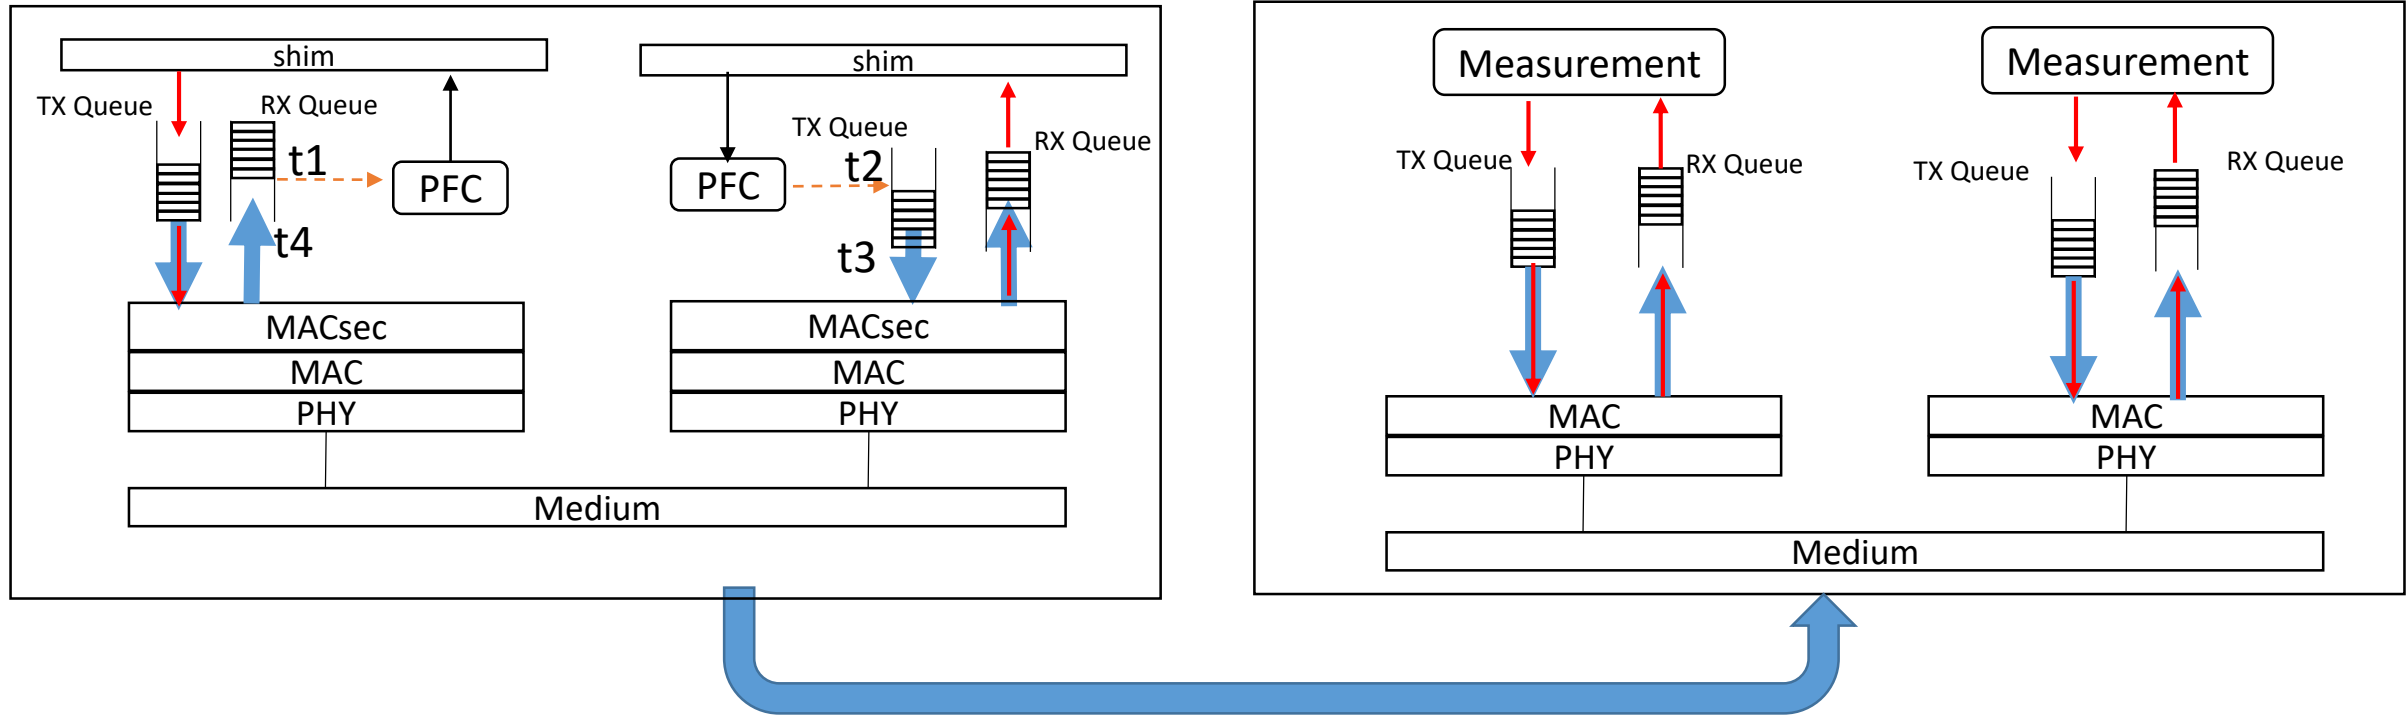 shim
TX Queue
RX Queue
t1
PFC
t4
MACsec
MAC
PHY
shim
PFC
TX Queue
t2
RX Queue
t3
MACsec
MAC
PHY
Medium
Measurement
TX Queue
RX Queue
MAC
PHY
Measurement
TX Queue
RX Queue
MAC
PHY
Medium